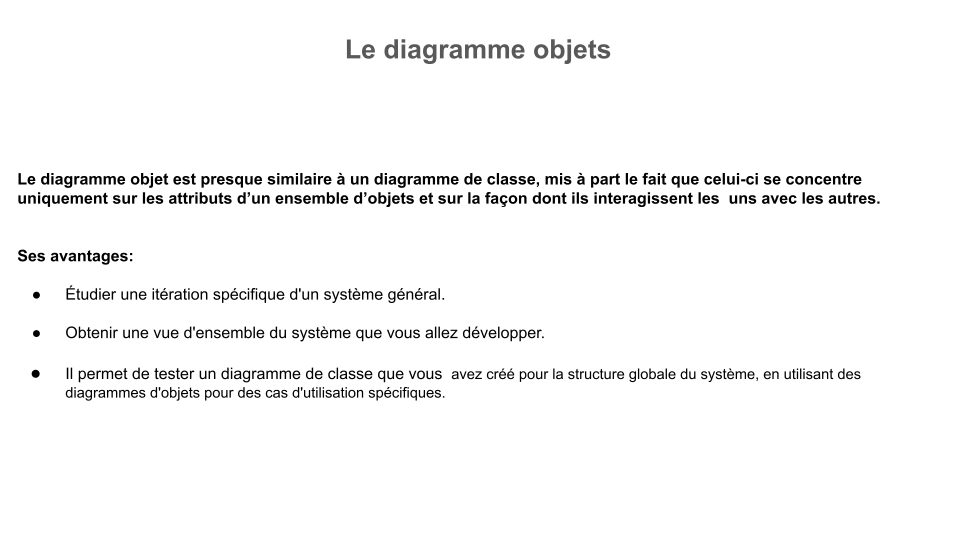 Le diagramme objets
Le diagramme objet est presque similaire à un diagramme de classe, mis à part le fait que celui-ci se concentre
uniquement sur les attributs d’un ensemble d’objets et sur la façon dont ils interagissent les  uns avec les autres.
Ses avantages:
● Étudier une itération spécifique d'un système général.
● Obtenir une vue d'ensemble du système que vous allez développer.
● Il permet de tester un diagramme de classe que vous  avez créé pour la structure globale du système, en utilisant des
diagrammes d'objets pour des cas d'utilisation spécifiques.